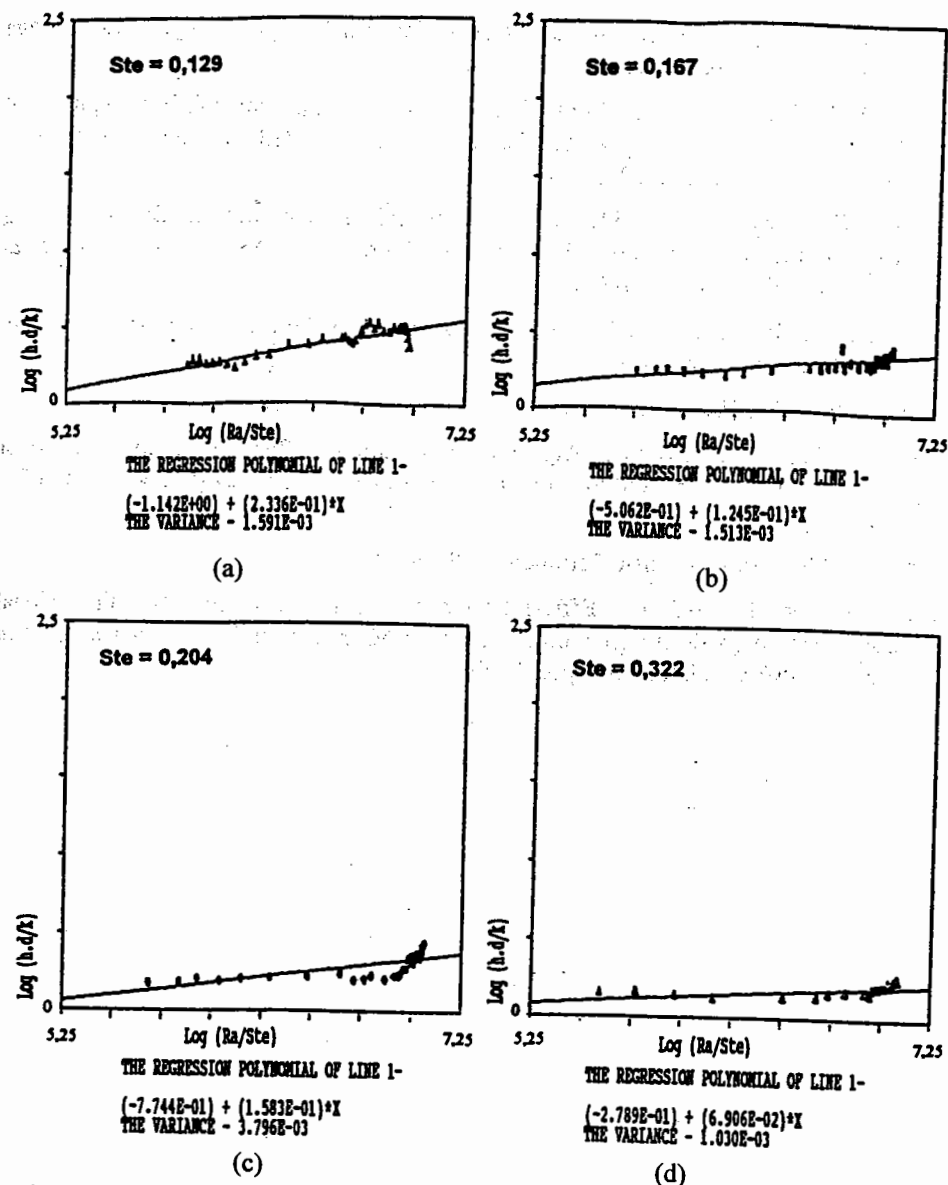 2,5
Ste = 0,129
Log (h.d/k)
0
5,25
Log (Ra/Ste)
7,25
THE REGRESSION POLYNOMIAL OF LINE 1-
(-1.142E+00) + (2.336E-01)*X
THE VARIANCE - 1.591E-03
(a)
2,5
Ste = 0,167
Log (h.d/k)
0
5,25
Log (Ra/Ste)
7,25
THE REGRESSION POLYNOMIAL OF LINE 1-
(-5.062E-01) + (1.245E-01)*X
THE VARIANCE - 1.513E-03
(b)
2,5
Ste = 0,204
Log (h.d/k)
0
5,25
Log (Ra/Ste)
7,25
THE REGRESSION POLYNOMIAL OF LINE 1-
(-7.744E-01) + (1.583E-01)*X
THE VARIANCE - 3.796E-03
(c)
2,5
Ste = 0,322
Log (h.d/k)
0
5,25
Log (Ra/Ste)
7,25
THE REGRESSION POLYNOMIAL OF LINE 1-
(-2.789E-01) + (6.906E-02)*X
THE VARIANCE - 1.030E-03
(d)